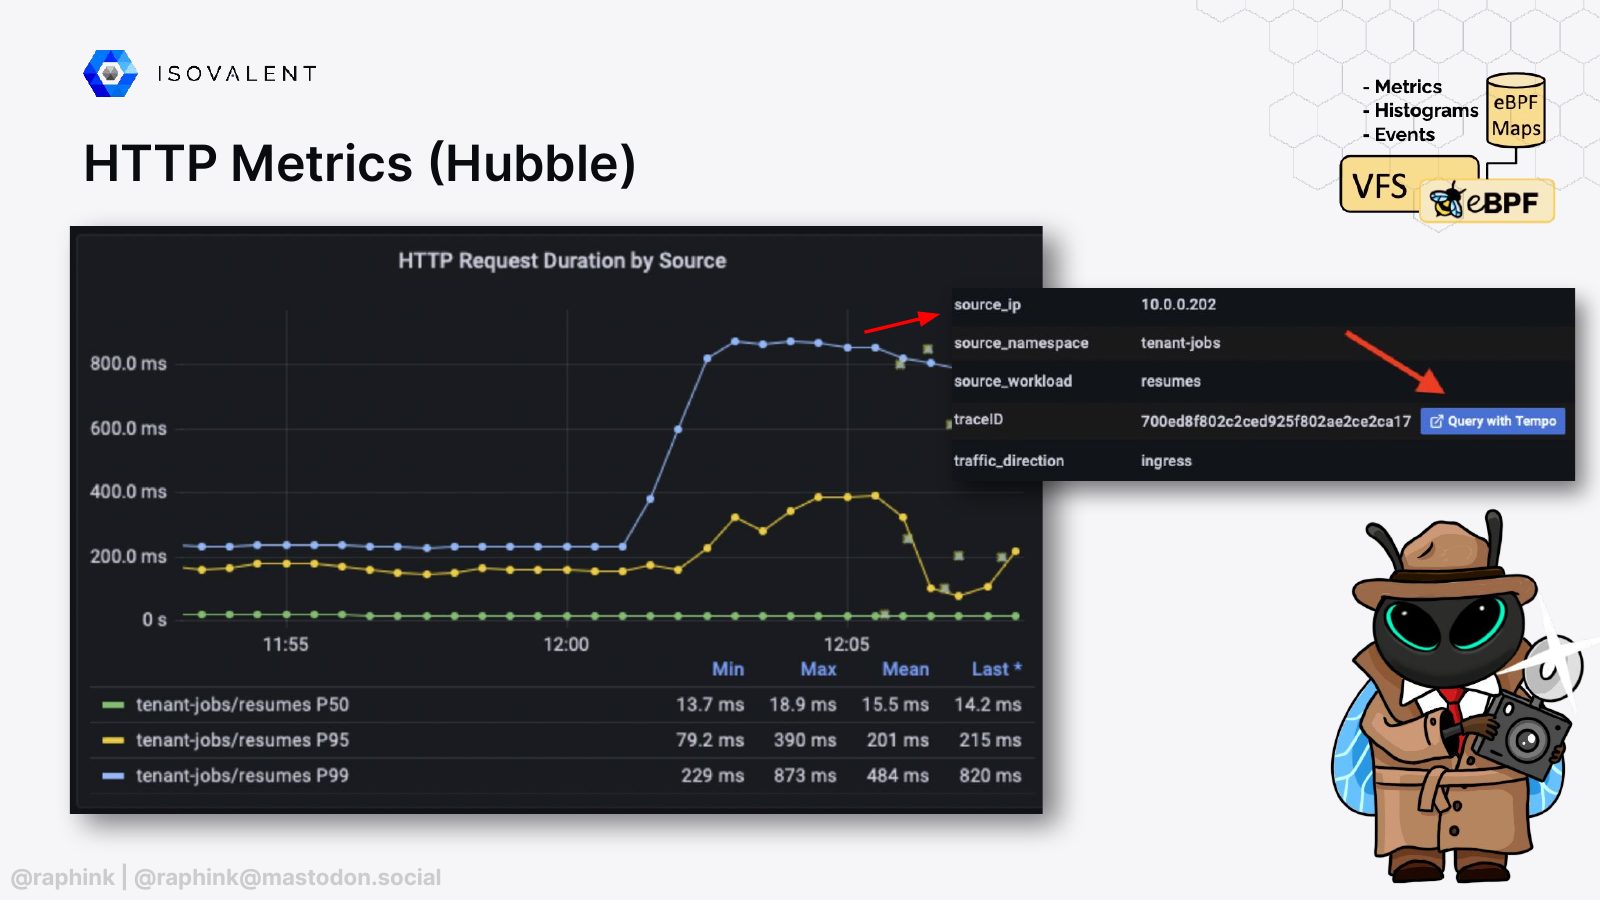 ISOVALENT
- Metrics
- Histograms
- Events
eBPF
Maps
VFS
eBPF
HTTP Metrics (Hubble)
HTTP Request Duration by Source
800.0 ms
600.0 ms
400.0 ms
200.0 ms
0 s
11:55 12:00 12:05
Min Max Mean Last *
tenant-jobs/resumes P50 13.7 ms 18.9 ms 15.5 ms 14.2 ms
tenant-jobs/resumes P95 79.2 ms 390 ms 201 ms 215 ms
tenant-jobs/resumes P99 229 ms 873 ms 484 ms 820 ms
source_ip 10.0.0.202
source_namespace tenant-jobs
source_workload resumes
traceID 700ed8f802c2ced925f802ae2ce2ca17 Query with Tempo
traffic_direction ingress
@raphink | @raphink@mastodon.social